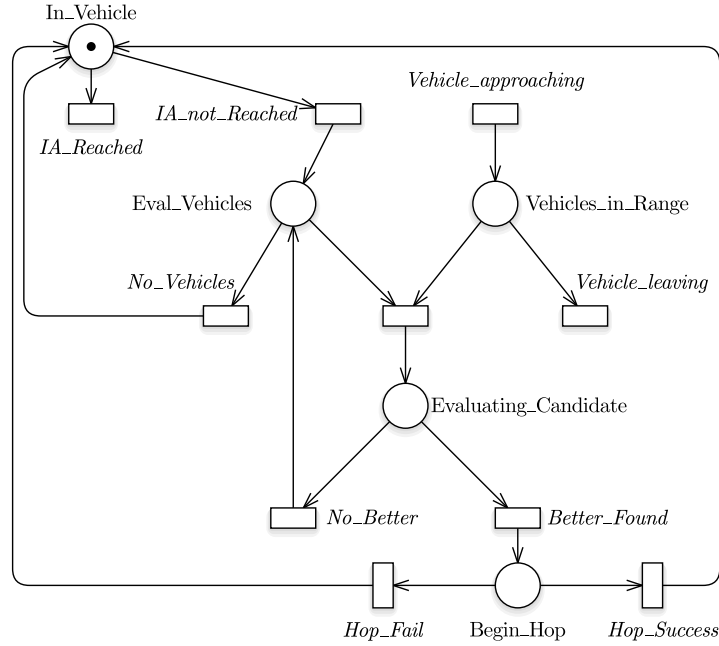 In_Vehicle
Vehicle_approaching
IA_not_Reached
IA_Reached
Eval_Vehicles
Vehicles_in_Range
No_Vehicles
Vehicle_leaving
Evaluating_Candidate
No_Better
Better_Found
Hop_Fail
Begin_Hop
Hop_Success